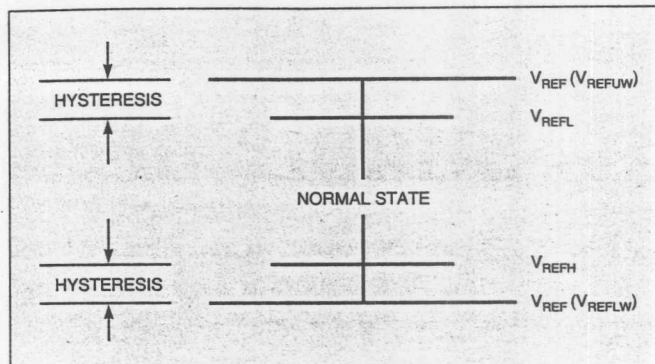 V_REF (V_REFUW)
HYSTERESIS
V_REFL
NORMAL STATE
V_REFH
HYSTERESIS
V_REF (V_REFLW)